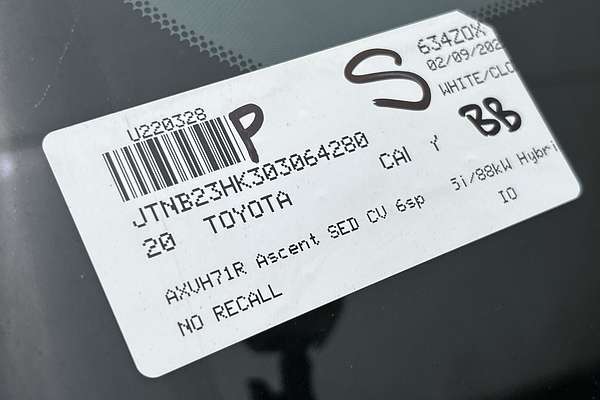 U220328 P S 634ZOX
02/09/202
WHITE/CLO
BB
JTNB23HK303064280
20 TOYOTA CAI Y
AXVH71R Ascent SED CV 6sp 5i/88kW Hybri
NO RECALL IO